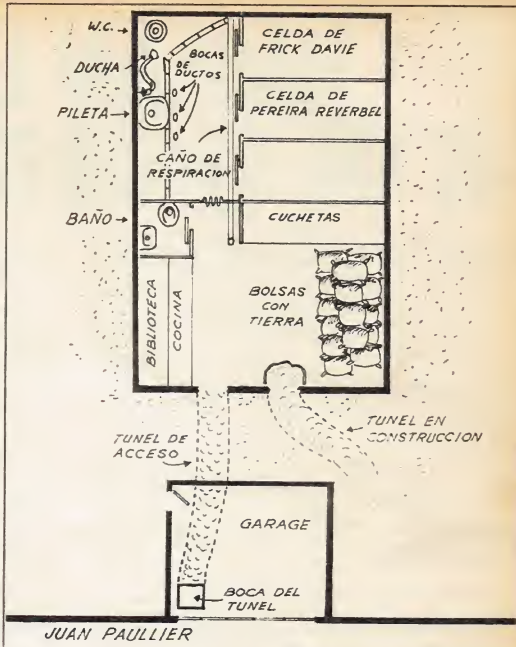 W.C.
DUCHA
PILETA
BAÑO
BOCAS
DE
DUCTOS
CAÑO DE
RESPIRACION
CELDA DE
FRICK DAVIE
CELDA DE
PEREIRA REVERBEL
CUCHETAS
BIBLIOTECA
COCINA
BOLSAS
CON
TIERRA
TUNEL DE
ACCESO
TUNEL EN
CONSTRUCCION
GARAGE
BOCA DEL
TUNEL
JUAN PAULLIER